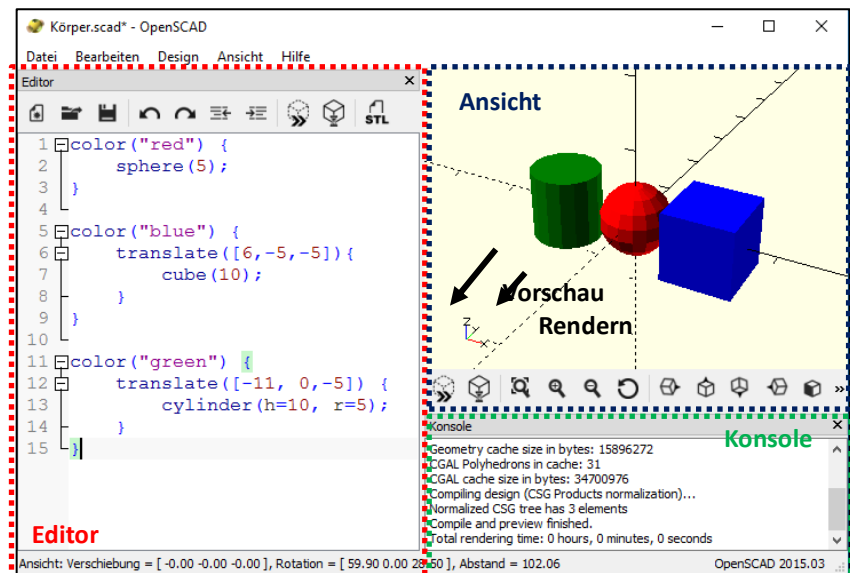 Körper.scad* - OpenSCAD
Datei Bearbeiten Design Ansicht Hilfe
Editor
STL
1 color("red") {
2 sphere(5);
3 }
4
5 color("blue") {
6 translate([6,-5,-5]){
7 cube(10);
8 }
9 }
10
11 color("green") {
12 translate([-11, 0,-5]) {
13 cylinder(h=10, r=5);
14 }
15 }
Editor
Ansicht
Vorschau
Rendern
Z
X
Konsole
Konsole
Geometry cache size in bytes: 15896272
CGAL Polyhedrons in cache: 31
CGAL cache size in bytes: 34700976
Compiling design (CSG Products normalization)...
Normalized CSG tree has 3 elements
Compile and preview finished.
Total rendering time: 0 hours, 0 minutes, 0 seconds
Ansicht: Verschiebung = [ -0.00 -0.00 -0.00 ], Rotation = [ 59.90 0.00 28.50 ], Abstand = 102.06
OpenSCAD 2015.03